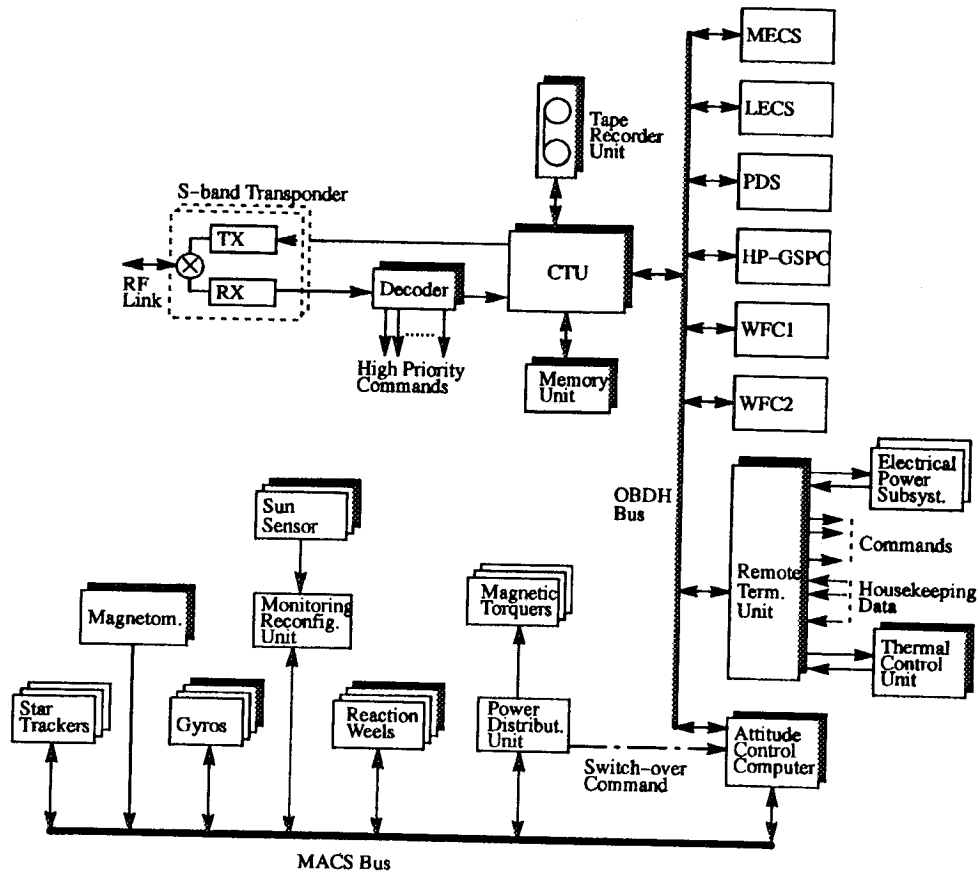 MECS
LECS
Tape
Recorder
Unit
PDS
S-band Transponder
TX
CTU
HP-GSPC
RF
Link
RX
Decoder
WFC1
High Priority
Commands
Memory
Unit
WFC2
OBDH
Bus
Electrical
Power
Subsyst.
Commands
Remote
Term.
Unit
Housekeeping
Data
Thermal
Control
Unit
Sun
Sensor
Magnetom.
Monitoring
Reconfig.
Unit
Magnetic
Torquers
Star
Trackers
Gyros
Reaction
Weels
Power
Distribut.
Unit
Attitude
Control
Computer
Switch-over
Command
MACS Bus